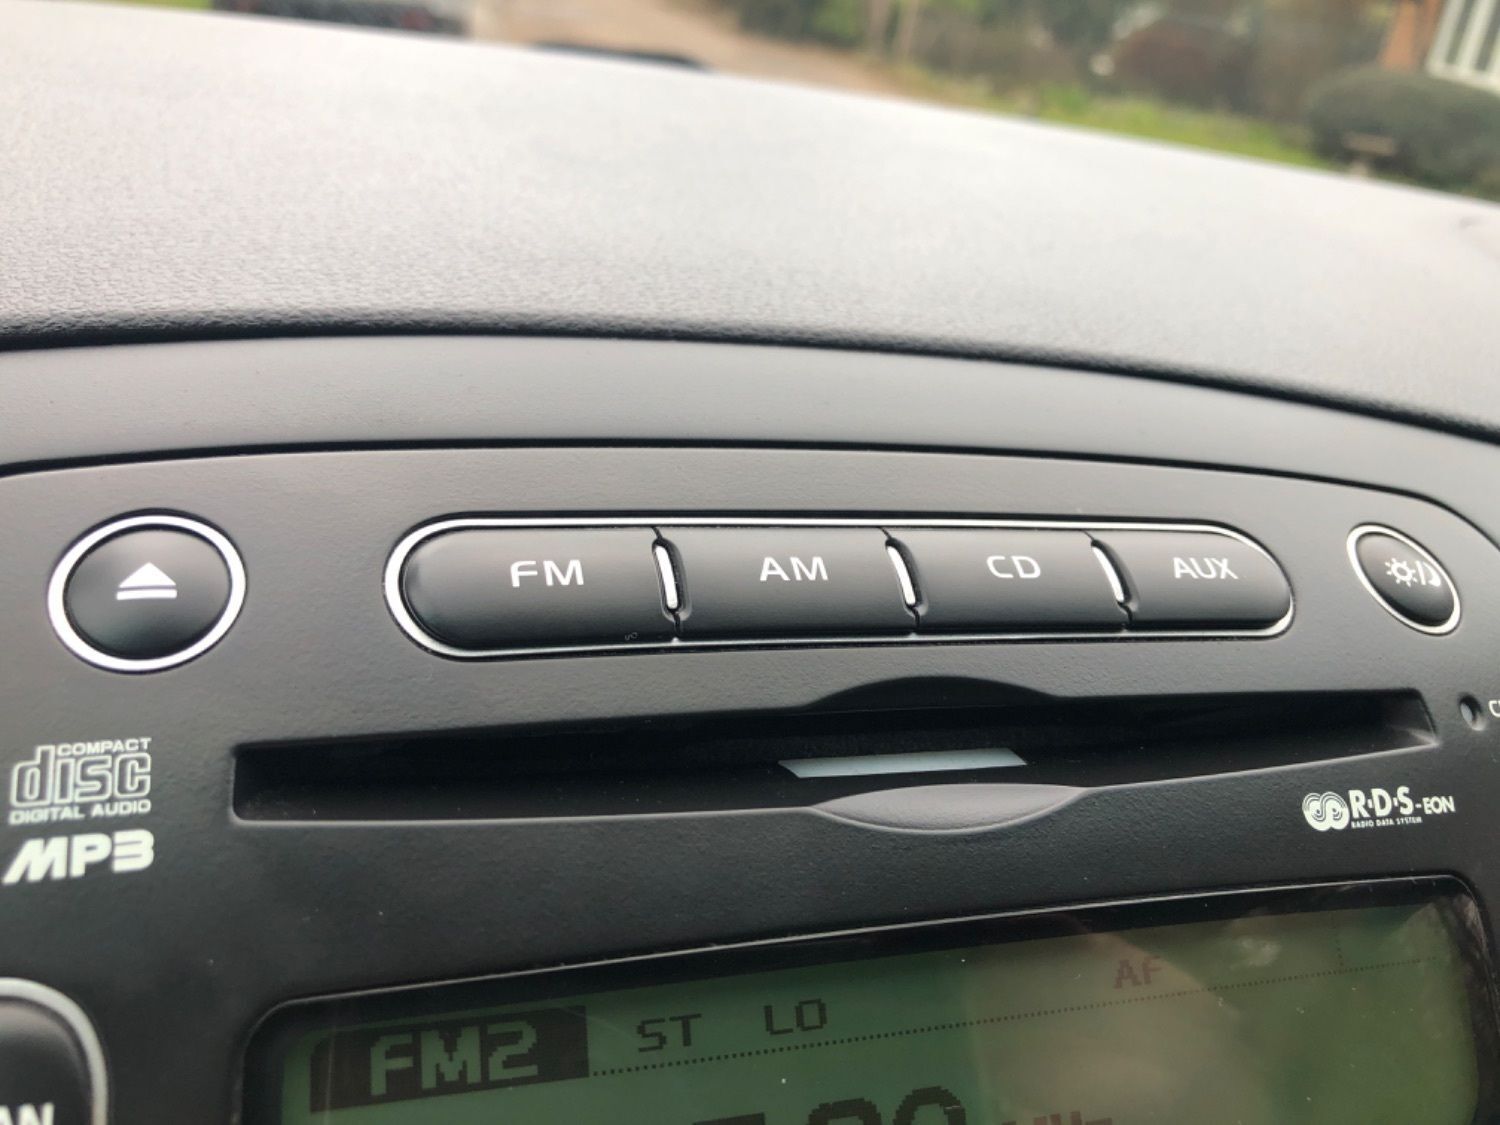 FM AM CD AUX
COMPACT
disc
DIGITAL AUDIO
MP3
R·D·S-EON
RADIO DATA SYSTEM
FM2 ST LO AF